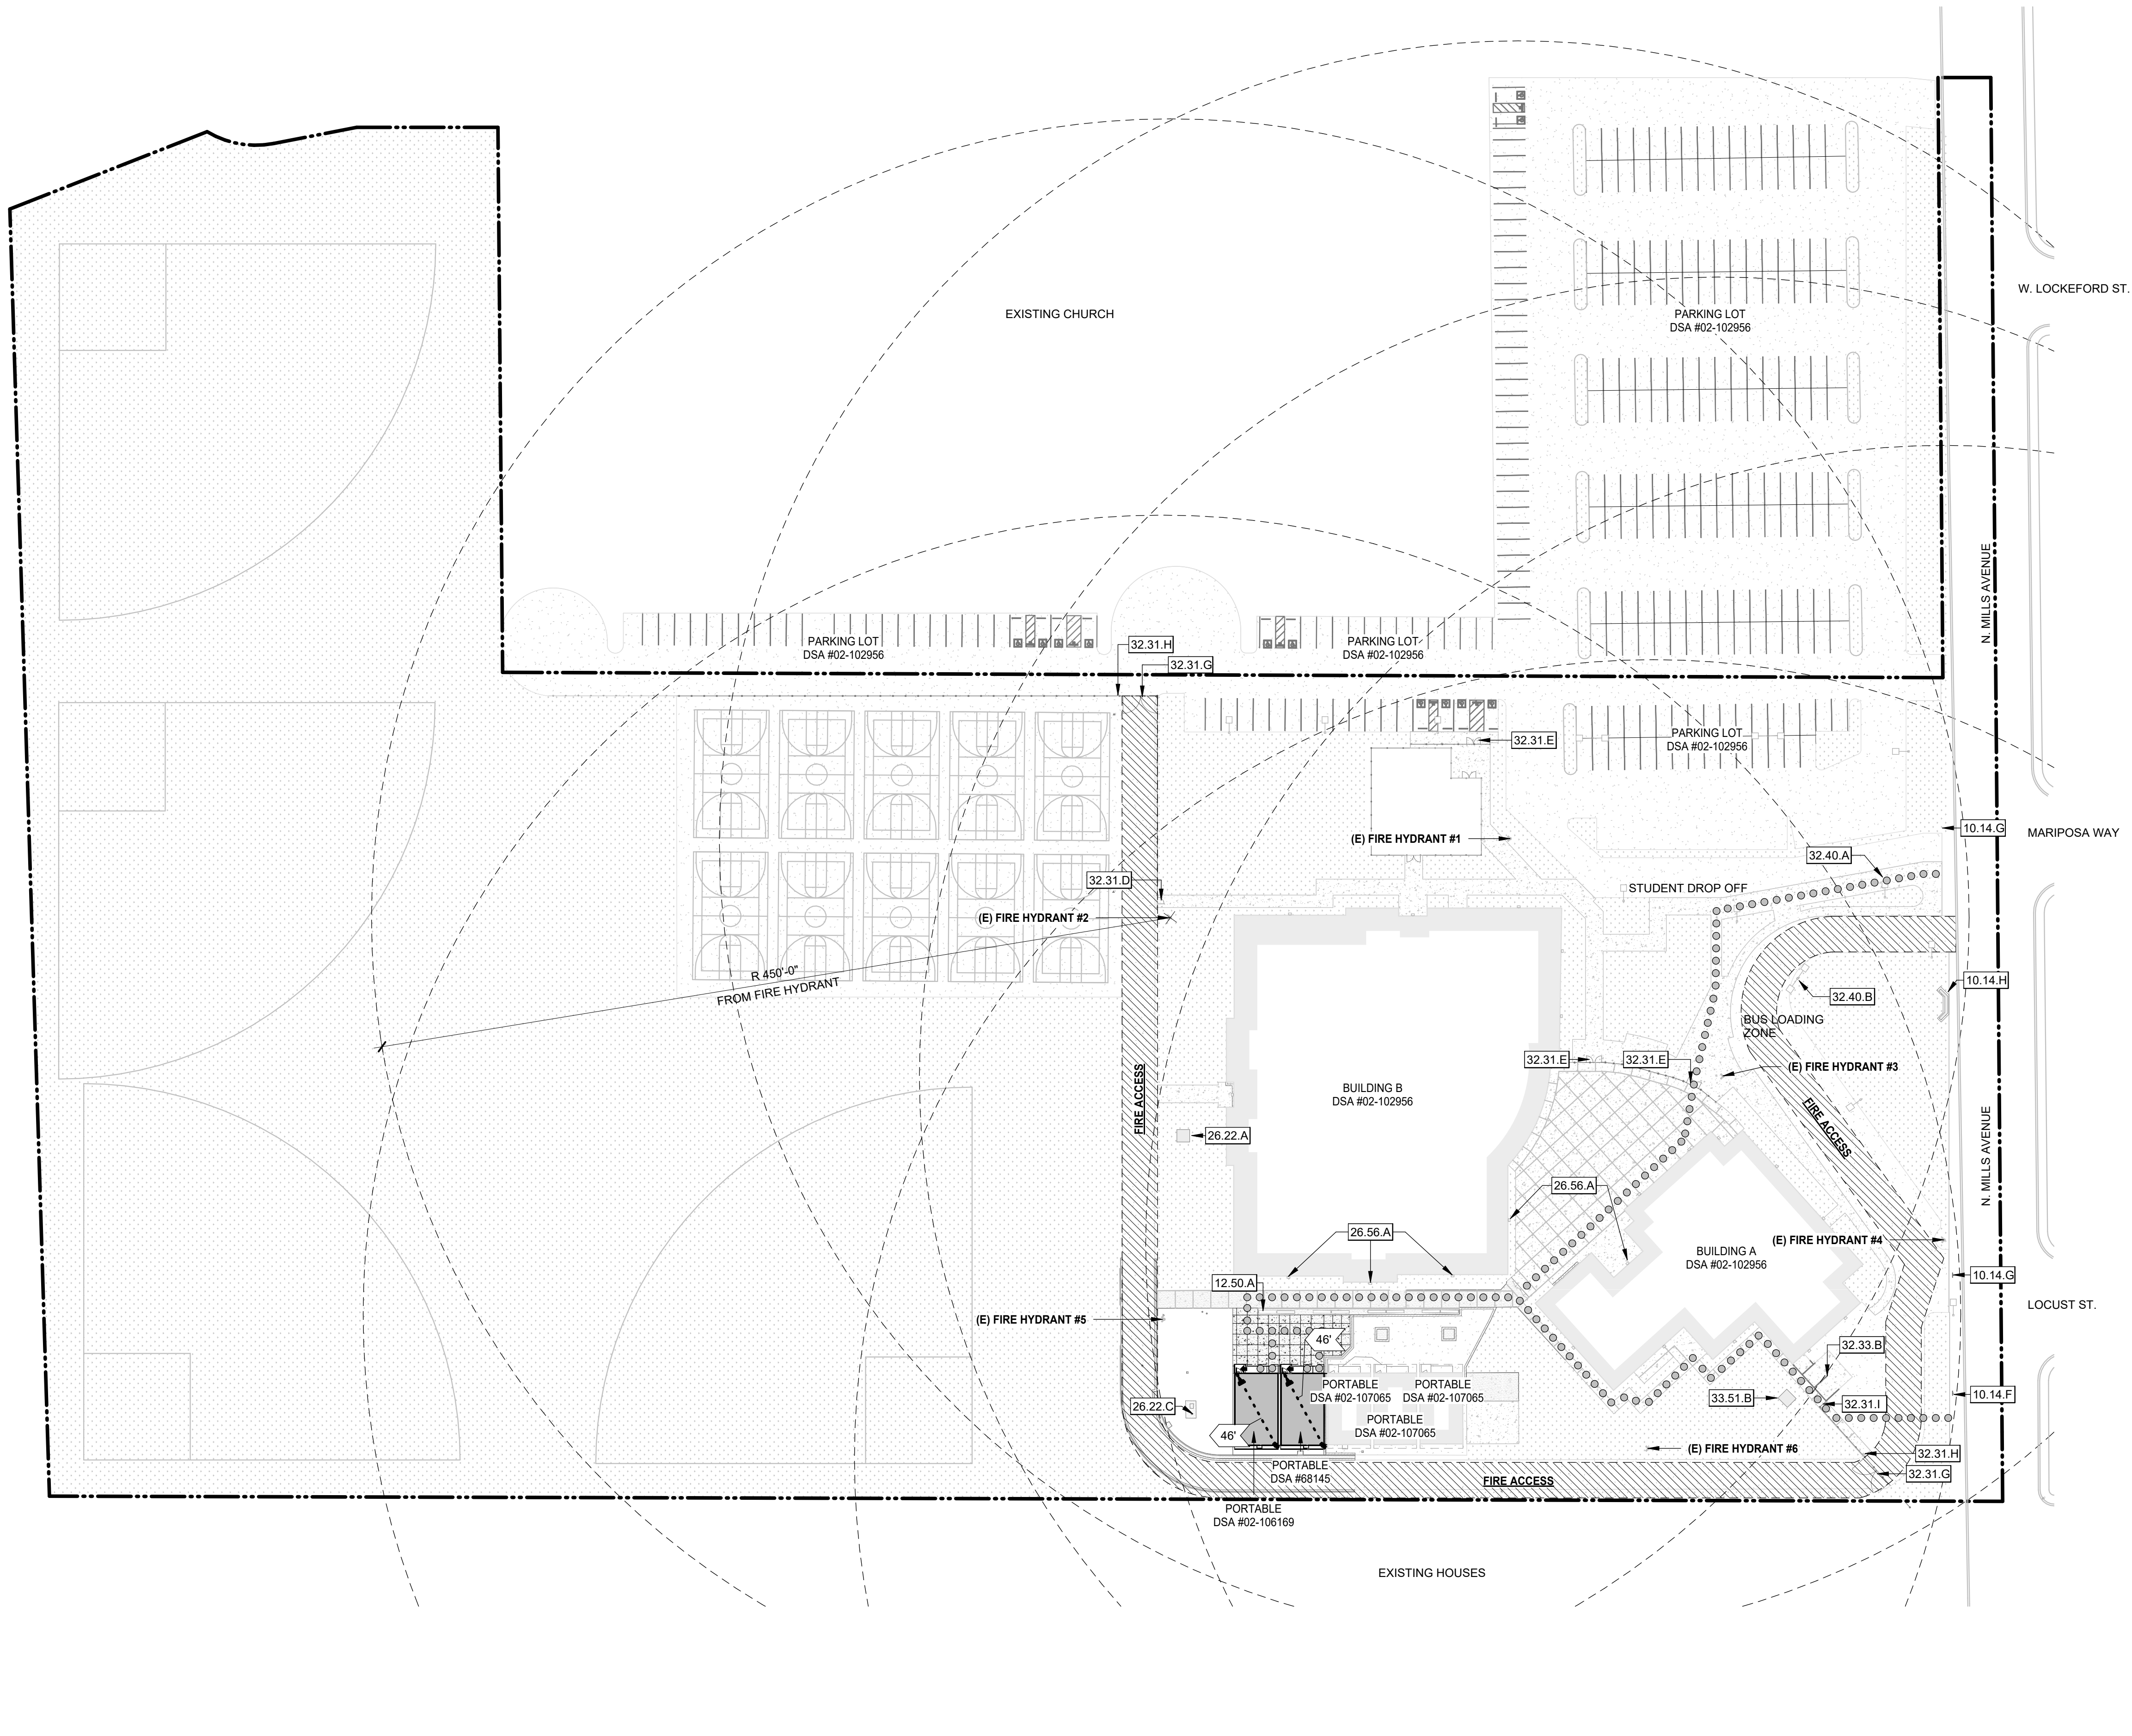 W. LOCKEFORD ST.
EXISTING CHURCH
PARKING LOT
DSA #02-102956
N. MILLS AVENUE
PARKING LOT
DSA #02-102956
PARKING LOT
DSA #02-102956
32.31.H
32.31.G
32.31.E
PARKING LOT
DSA #02-102956
10.14.G
MARIPOSA WAY
(E) FIRE HYDRANT #1
32.40.A
32.31.D
STUDENT DROP OFF
(E) FIRE HYDRANT #2
R 450'-0"
FROM FIRE HYDRANT
10.14.H
32.40.B
BUS LOADING
ZONE
32.31.E
32.31.E
(E) FIRE HYDRANT #3
BUILDING B
DSA #02-102956
FIRE ACCESS
FIRE ACCESS
26.22.A
N. MILLS AVENUE
26.56.A
26.56.A
(E) FIRE HYDRANT #4
BUILDING A
DSA #02-102956
10.14.G
12.50.A
LOCUST ST.
(E) FIRE HYDRANT #5
46'
32.33.B
PORTABLE
DSA #02-107065
PORTABLE
DSA #02-107065
10.14.F
33.51.B
32.31.I
26.22.C
PORTABLE
DSA #02-107065
46'
(E) FIRE HYDRANT #6
32.31.H
PORTABLE
DSA #68145
32.31.G
FIRE ACCESS
PORTABLE
DSA #02-106169
EXISTING HOUSES